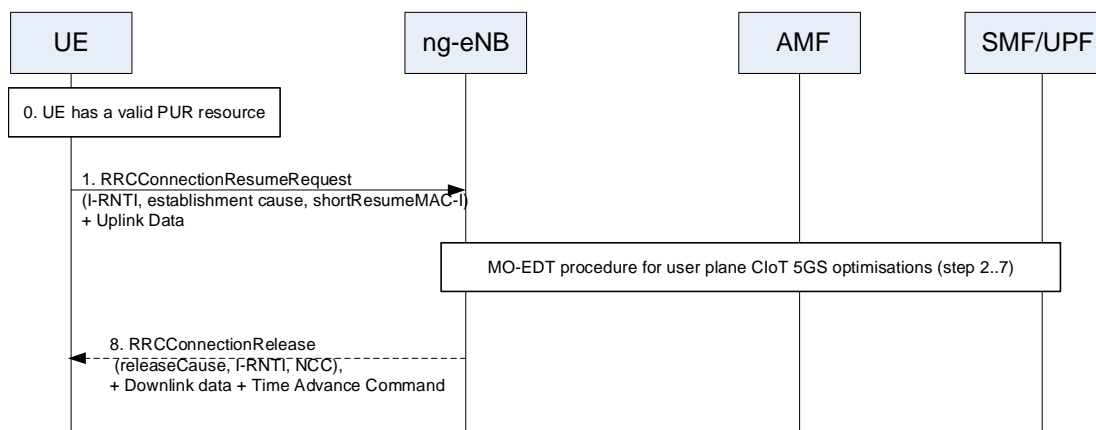 UE
ng-eNB
AMF
SMF/UPF
0. UE has a valid PUR resource
1. RRCConnectionResumeRequest
(I-RNTI, establishment cause, shortResumeMAC-I)
+ Uplink Data
MO-EDT procedure for user plane CIoT 5GS optimisations (step 2..7)
8. RRCConnectionRelease
(releaseCause, I-RNTI, NCC),
+ Downlink data + Time Advance Command